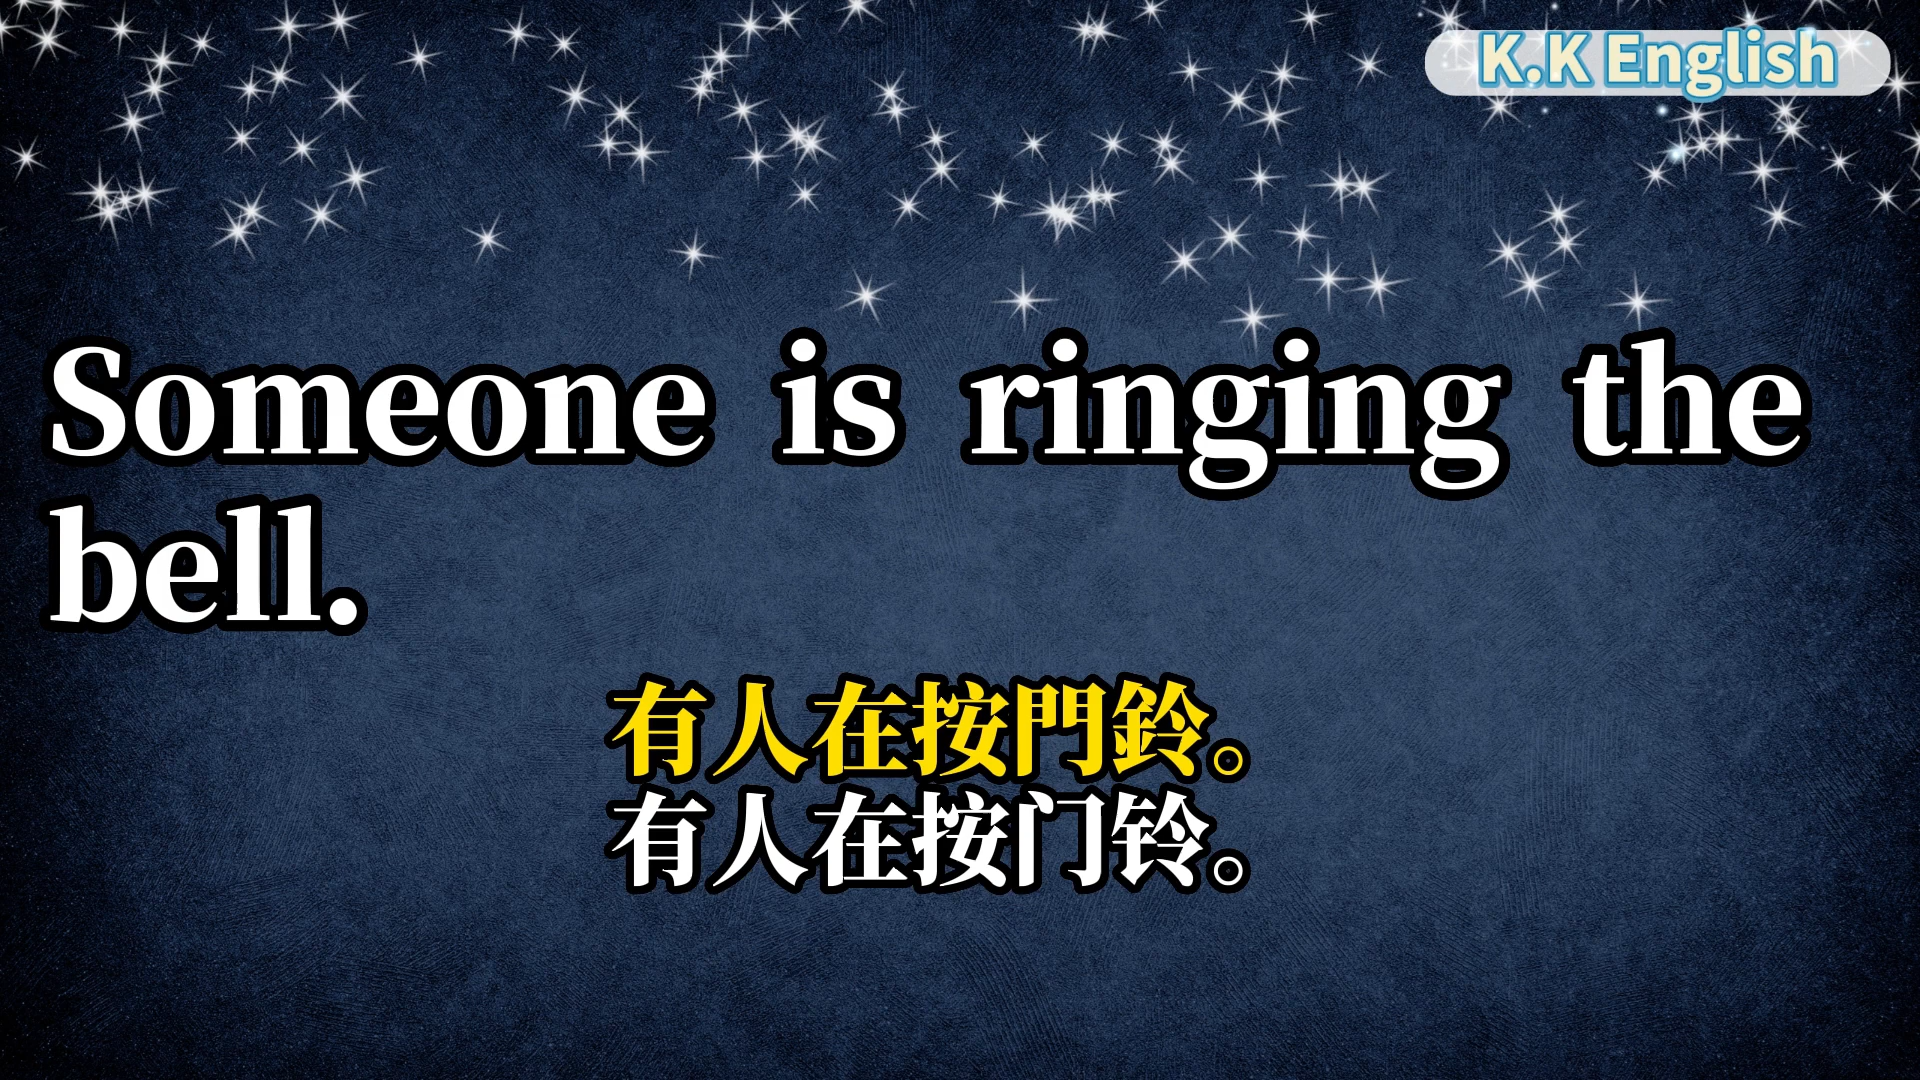 K.K English
Someone is ringing the
bell.
有人在按門鈴。
有人在按门铃。